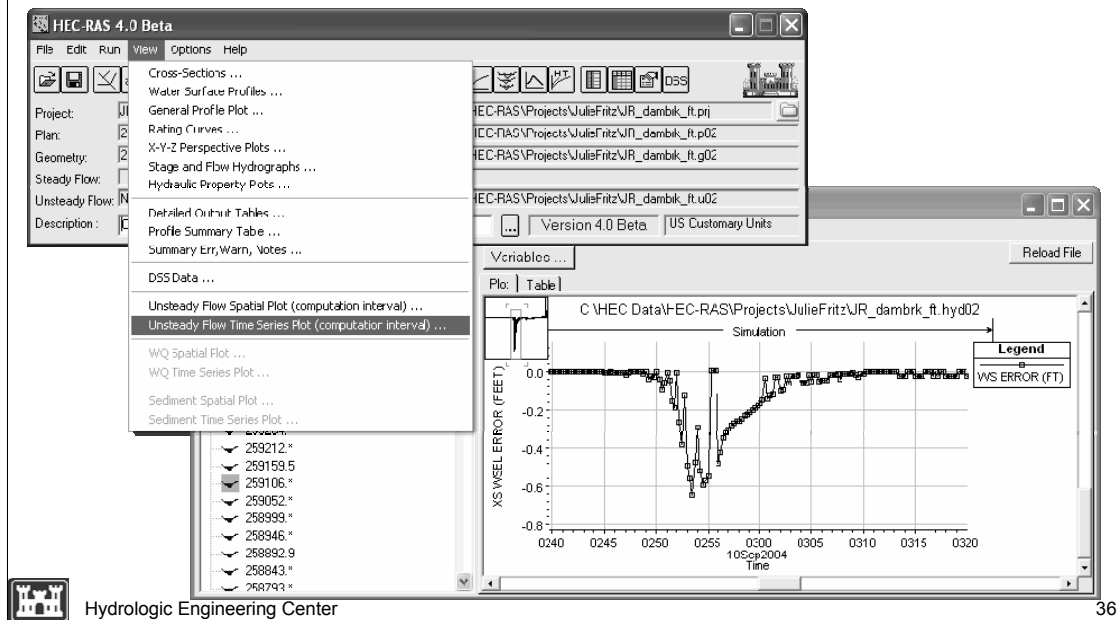 HEC-RAS 4.0 Beta
File Edit Run View Options Help
Cross-Sections ...
Water Surface Profiles ...
General Profile Plot ...
Rating Curves ...
X-Y-Z Perspective Plots ...
Stage and Flow Hydrographs ...
Hydraulic Property Plots ...
Detailed Output Tables ...
Profile Summary Table ...
Summary Err,Warn, Notes ...
DSS Data ...
Unsteady Flow Spatial Plot (computation interval) ...
Unsteady Flow Time Series Plot (computation interval) ...
WQ Spatial Plot ...
WQ Time Series Plot ...
Sediment Spatial Plot ...
Sediment Time Series Plot ...
DSS
Project:
HEC-RAS\Projects\JulieFritz\JR_dambrk_ft.prj
Plan: 2
HEC-RAS\Projects\JulieFritz\JR_dambrk_ft.p02
Geometry: 2
HEC-RAS\Projects\JulieFritz\JR_dambrk_ft.g02
Steady Flow:
Unsteady Flow: N
HEC-RAS\Projects\JulieFritz\JR_dambrk_ft.u02
Description :
... Version 4.0 Beta US Customary Units
Variables ...
Reload File
Plot Table
C:\HEC Data\HEC-RAS\Projects\JulieFritz\JR_dambrk_ft.hyd02
Simulation
Legend
WS ERROR (FT)
XS WSEL ERROR (FEET)
0.0
-0.2
-0.4
-0.6
-0.8
0240 0245 0250 0255 0300 0305 0310 0315 0320
10Sep2004
Time
259212.*
259159.5
259106.*
259052.*
258999.*
258946.*
258892.9
258843.*
258793.*
Hydrologic Engineering Center
36